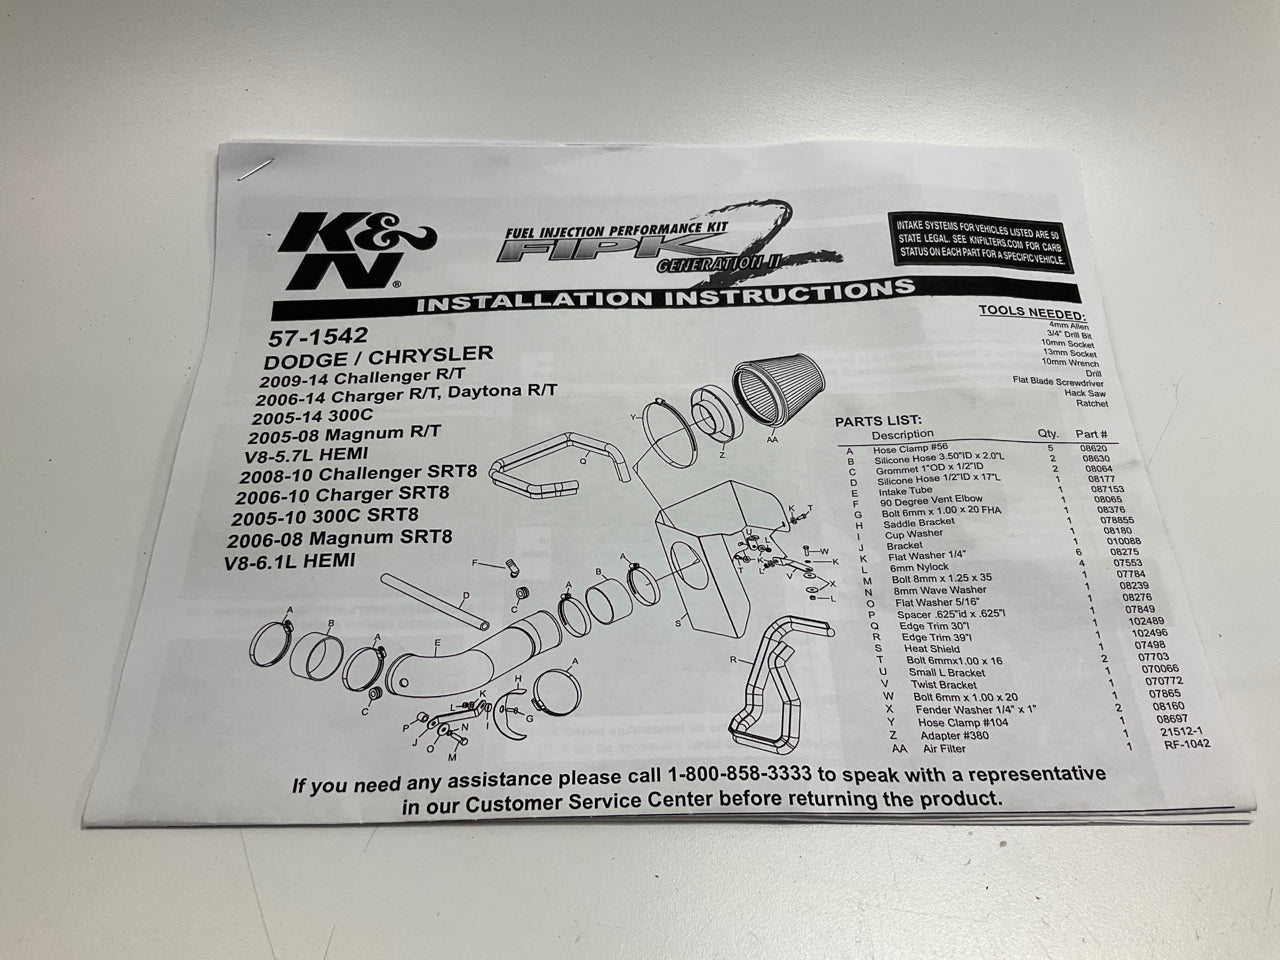 K&N®
FUEL INJECTION PERFORMANCE KIT
FIPK 2
GENERATION II
INTAKE SYSTEMS FOR VEHICLES LISTED ARE 50
STATE LEGAL. SEE KNFILTERS.COM FOR CARB
STATUS ON EACH PART FOR A SPECIFIC VEHICLE.
INSTALLATION INSTRUCTIONS
57-1542
DODGE / CHRYSLER
2009-14 Challenger R/T
2006-14 Charger R/T, Daytona R/T
2005-14 300C
2005-08 Magnum R/T
V8-5.7L HEMI
2008-10 Challenger SRT8
2006-10 Charger SRT8
2005-10 300C SRT8
2006-08 Magnum SRT8
V8-6.1L HEMI
TOOLS NEEDED:
4mm Allen
3/4" Drill Bit
10mm Socket
13mm Socket
10mm Wrench
Drill
Flat Blade Screwdriver
Hack Saw
Ratchet
PARTS LIST:
Description Qty. Part #
A Hose Clamp #56 5 08620
B Silicone Hose 3.50"ID x 2.0"L 2 08630
C Grommet 1"OD x 1/2"ID 2 08064
D Silicone Hose 1/2"ID x 17"L 1 08177
E Intake Tube 1 087153
F 90 Degree Vent Elbow 1 08065
G Bolt 6mm x 1.00 x 20 FHA 1 08376
H Saddle Bracket 1 078855
I Cup Washer 1 08180
J Bracket 1 010088
K Flat Washer 1/4" 6 08275
L 6mm Nylock 4 07553
M Bolt 8mm x 1.25 x 35 1 07784
N 8mm Wave Washer 1 08239
O Flat Washer 5/16" 1 08276
P Spacer .625"id x .625"l 1 07849
Q Edge Trim 30"l 1 102489
R Edge Trim 39"l 1 102496
S Heat Shield 1 07498
T Bolt 6mmx1.00 x 16 2 07703
U Small L Bracket 1 070066
V Twist Bracket 1 070772
W Bolt 6mm x 1.00 x 20 1 07865
X Fender Washer 1/4" x 1" 2 08160
Y Hose Clamp #104 1 08697
Z Adapter #380 1 21512-1
AA Air Filter 1 RF-1042
Y
Z
AA
Q
K
T
U
L
K
W
T
K
K
L
V
X
L
F
C
A
B
A
D
S
A
B
A
E
R
C
A
H
K
L
I
G
P
J
N
O
M
If you need any assistance please call 1-800-858-3333 to speak with a representative
in our Customer Service Center before returning the product.